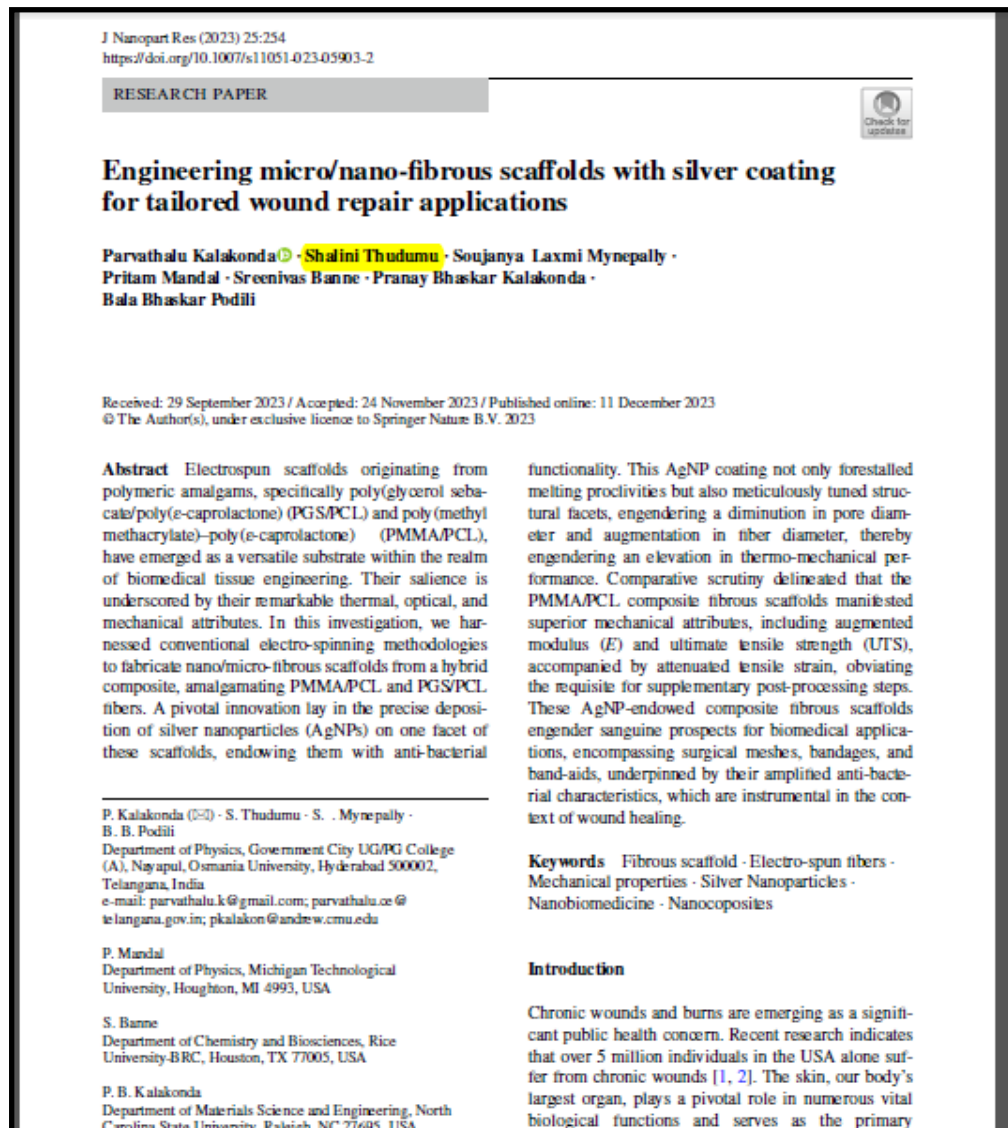 J Nanopart Res (2023) 25:254
https://doi.org/10.1007/s11051-023-05903-2
RESEARCH PAPER
Check for
updates
Engineering micro/nano-fibrous scaffolds with silver coating
for tailored wound repair applications
Parvathalu Kalakonda · Shalini Thudumu · Soujanya Laxmi Mynepally ·
Pritam Mandal · Sreenivas Banne · Pranay Bhaskar Kalakonda ·
Bala Bhaskar Podili
Received: 29 September 2023 / Accepted: 24 November 2023 / Published online: 11 December 2023
© The Author(s), under exclusive licence to Springer Nature B.V. 2023
Abstract Electrospun scaffolds originating from
polymeric amalgams, specifically poly(glycerol seba-
cate/poly(ε-caprolactone) (PGS/PCL) and poly(methyl
methacrylate)–poly(ε-caprolactone) (PMMA/PCL),
have emerged as a versatile substrate within the realm
of biomedical tissue engineering. Their salience is
underscored by their remarkable thermal, optical, and
mechanical attributes. In this investigation, we har-
nessed conventional electro-spinning methodologies
to fabricate nano/micro-fibrous scaffolds from a hybrid
composite, amalgamating PMMA/PCL and PGS/PCL
fibers. A pivotal innovation lay in the precise deposi-
tion of silver nanoparticles (AgNPs) on one facet of
these scaffolds, endowing them with anti-bacterial
P. Kalakonda (✉) · S. Thudumu · S. . Mynepally ·
B. B. Podili
Department of Physics, Government City UG/PG College
(A), Nayapul, Osmania University, Hyderabad 500002,
Telangana, India
e-mail: parvathalu.k@gmail.com; parvathalu.ce@
telangana.gov.in; pkalakon@andrew.cmu.edu
P. Mandal
Department of Physics, Michigan Technological
University, Houghton, MI 4993, USA
S. Banne
Department of Chemistry and Biosciences, Rice
University-BRC, Houston, TX 77005, USA
P. B. Kalakonda
Department of Materials Science and Engineering, North
Carolina State University, Raleigh, NC 27695, USA
functionality. This AgNP coating not only forestalled
melting proclivities but also meticulously tuned struc-
tural facets, engendering a diminution in pore diam-
eter and augmentation in fiber diameter, thereby
engendering an elevation in thermo-mechanical per-
formance. Comparative scrutiny delineated that the
PMMA/PCL composite fibrous scaffolds manifested
superior mechanical attributes, including augmented
modulus (E) and ultimate tensile strength (UTS),
accompanied by attenuated tensile strain, obviating
the requisite for supplementary post-processing steps.
These AgNP-endowed composite fibrous scaffolds
engender sanguine prospects for biomedical applica-
tions, encompassing surgical meshes, bandages, and
band-aids, underpinned by their amplified anti-bacte-
rial characteristics, which are instrumental in the con-
text of wound healing.
Keywords Fibrous scaffold · Electro-spun fibers ·
Mechanical properties · Silver Nanoparticles ·
Nanobiomedicine · Nanocoposites
Introduction
Chronic wounds and burns are emerging as a signifi-
cant public health concern. Recent research indicates
that over 5 million individuals in the USA alone suf-
fer from chronic wounds [1, 2]. The skin, our body's
largest organ, plays a pivotal role in numerous vital
biological functions and serves as the primary